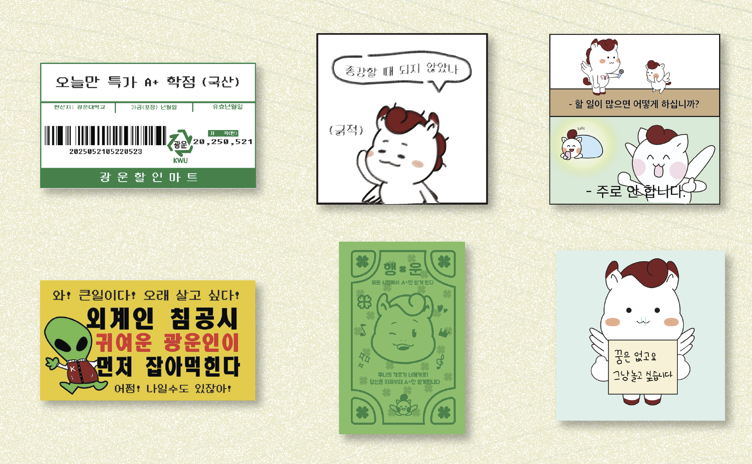 오늘만 특가 A+ 학점 (국산)
원산지: 광운대학교
가공(포장) 년월일
유효년월일
2025052105220523
광운
KWU
20,250,521
광운할인마트
종강할 때 되지 않았나
(긁적)
- 할 일이 많으면 어떻게 하십니까?
- 주로 안 합니다.
와! 큰일이다! 오래 살고 싶다!
외계인 침공시
귀여운 광운인이
먼저 잡아먹힌다
어쩜! 나일수도 있잖아!
K
행운
꿈은 없고요
그냥 놀고 싶습니다